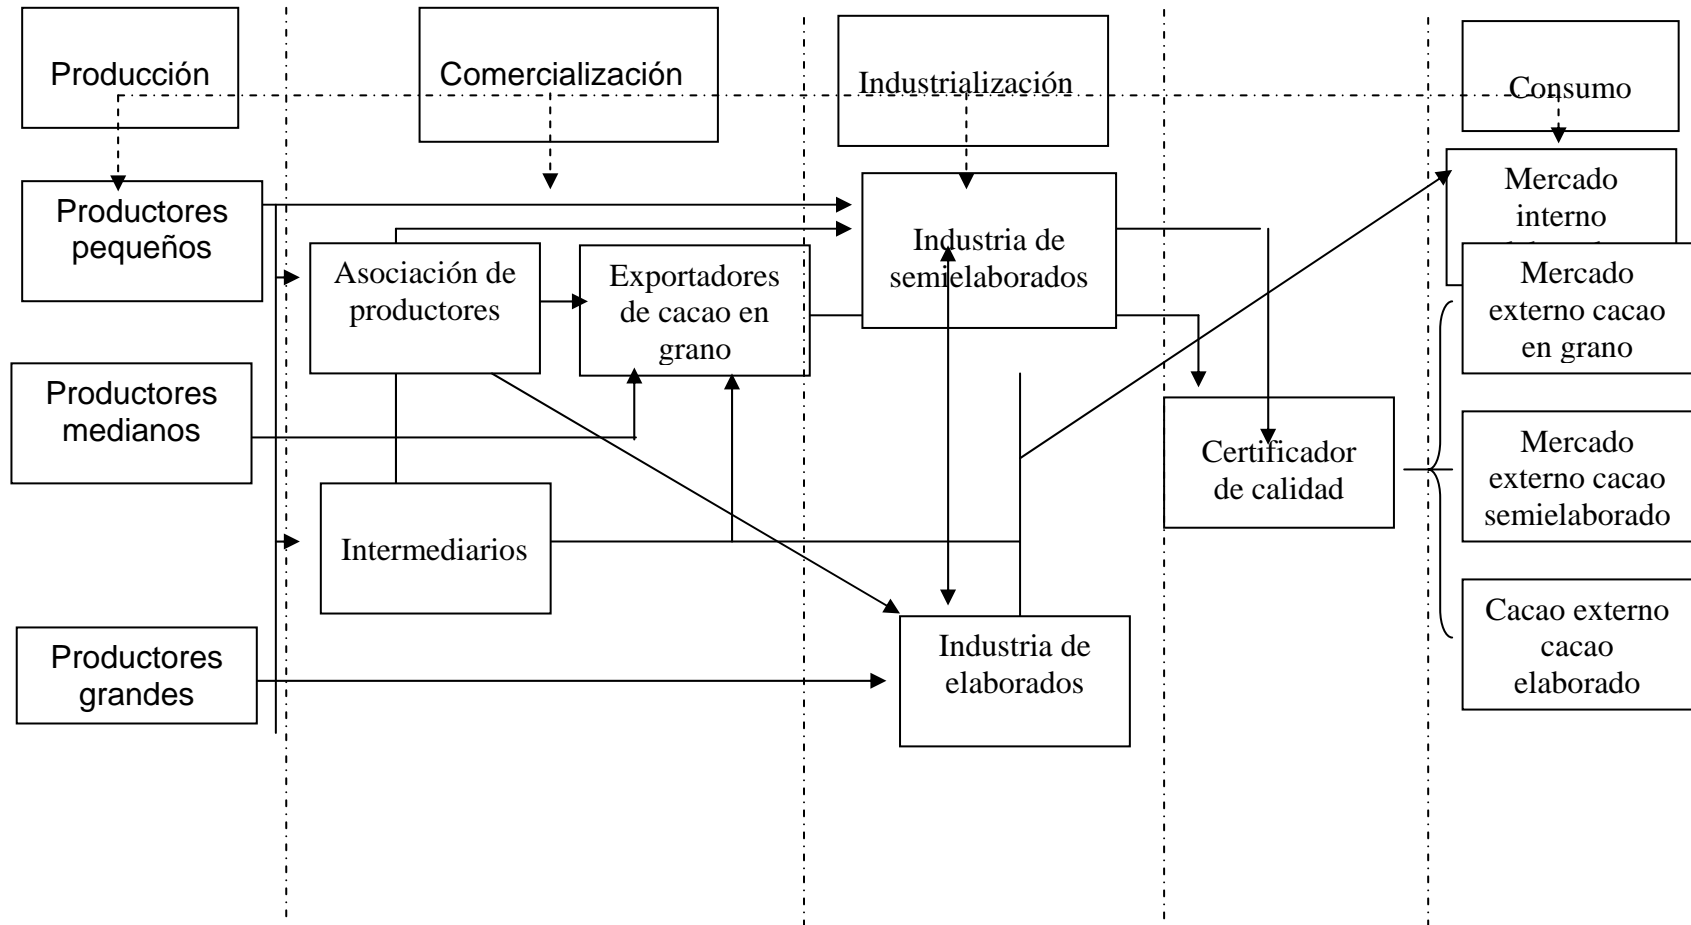 Producción
Comercialización
Industrialización
Consumo
Productores
pequeños
Asociación de
productores
Exportadores
de cacao en
grano
Industria de
semielaborados
Mercado
interno
Mercado
externo cacao
en grano
Productores
medianos
Certificador
de calidad
Mercado
externo cacao
semielaborado
Intermediarios
Productores
grandes
Industria de
elaborados
Cacao externo
cacao
elaborado